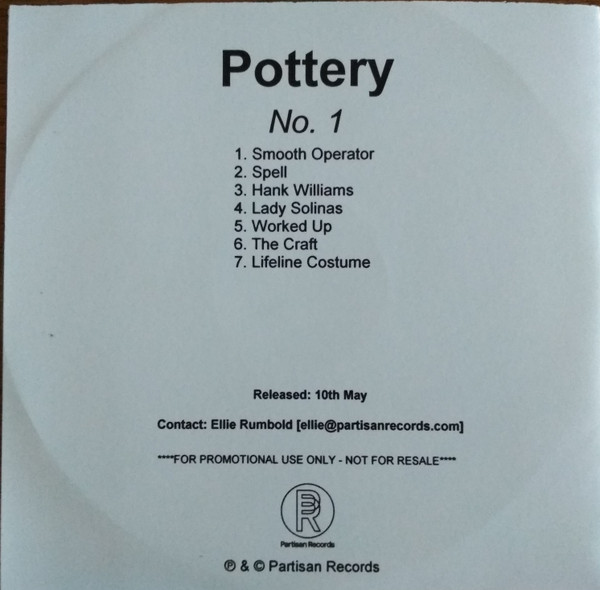 Pottery
No. 1
1. Smooth Operator
2. Spell
3. Hank Williams
4. Lady Solinas
5. Worked Up
6. The Craft
7. Lifeline Costume
Released: 10th May
Contact: Ellie Rumbold [ellie@partisanrecords.com]
****FOR PROMOTIONAL USE ONLY - NOT FOR RESALE****
PR
Partisan Records
℗ & © Partisan Records